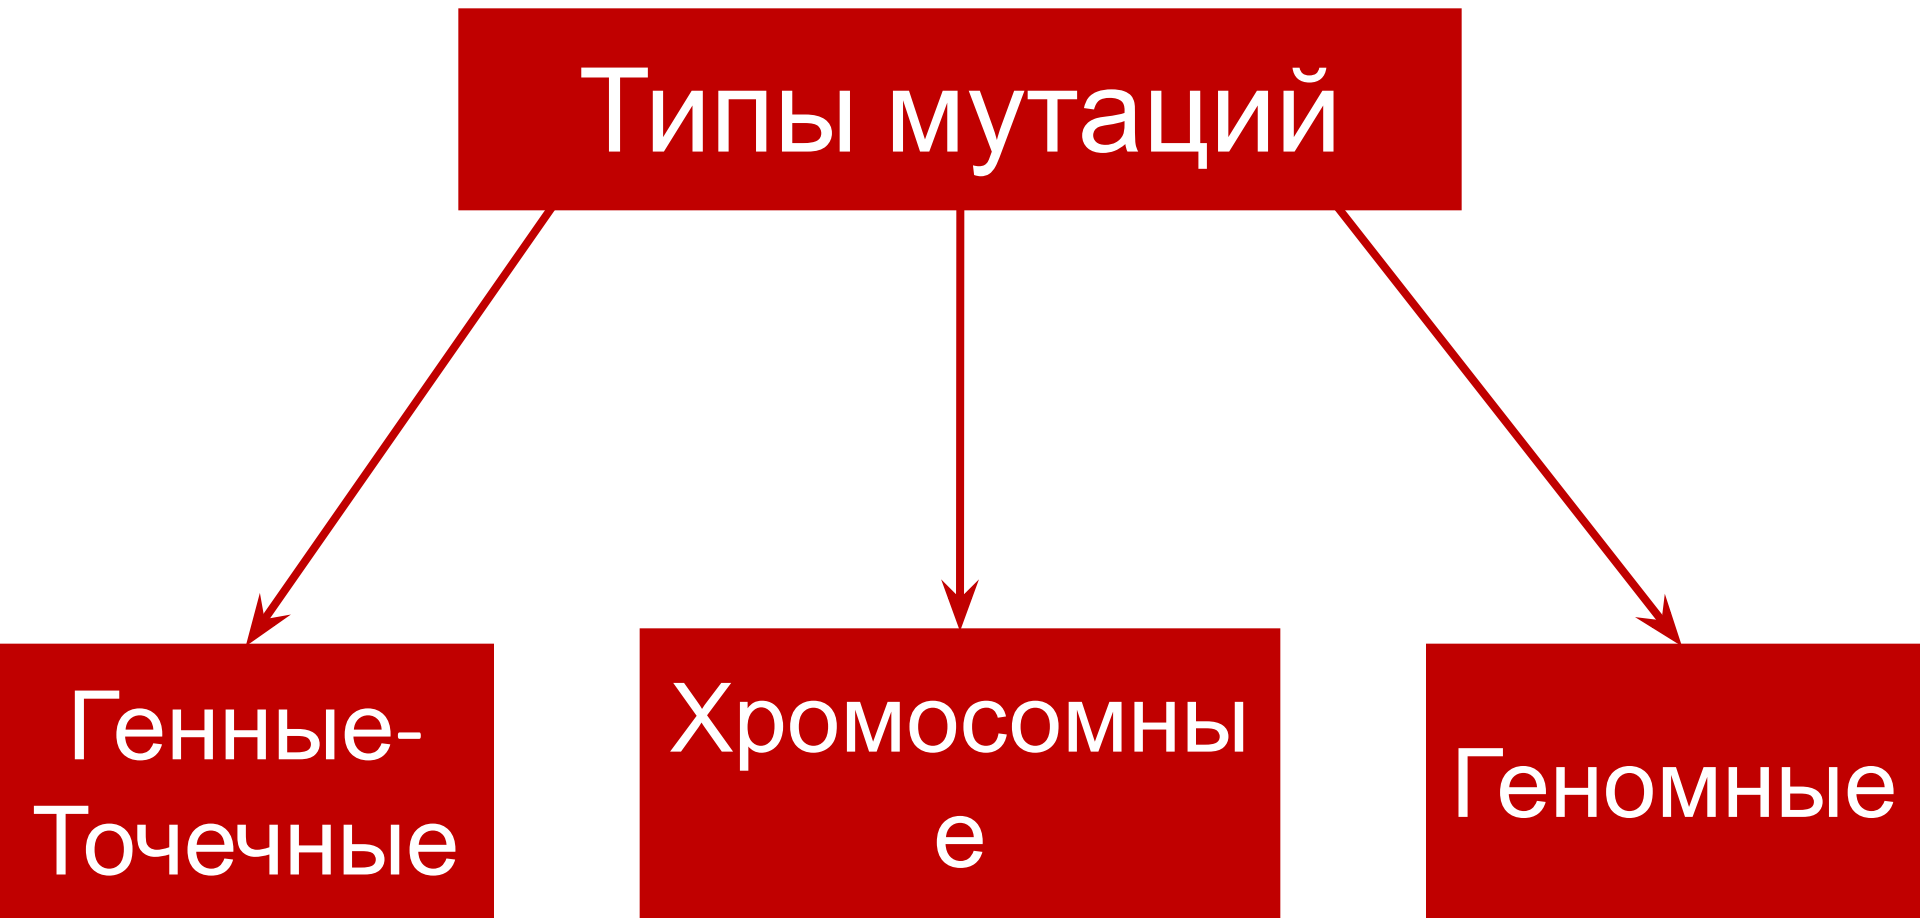 Типы мутаций
Генные-
Точечные
Хромосомны
е
Геномные